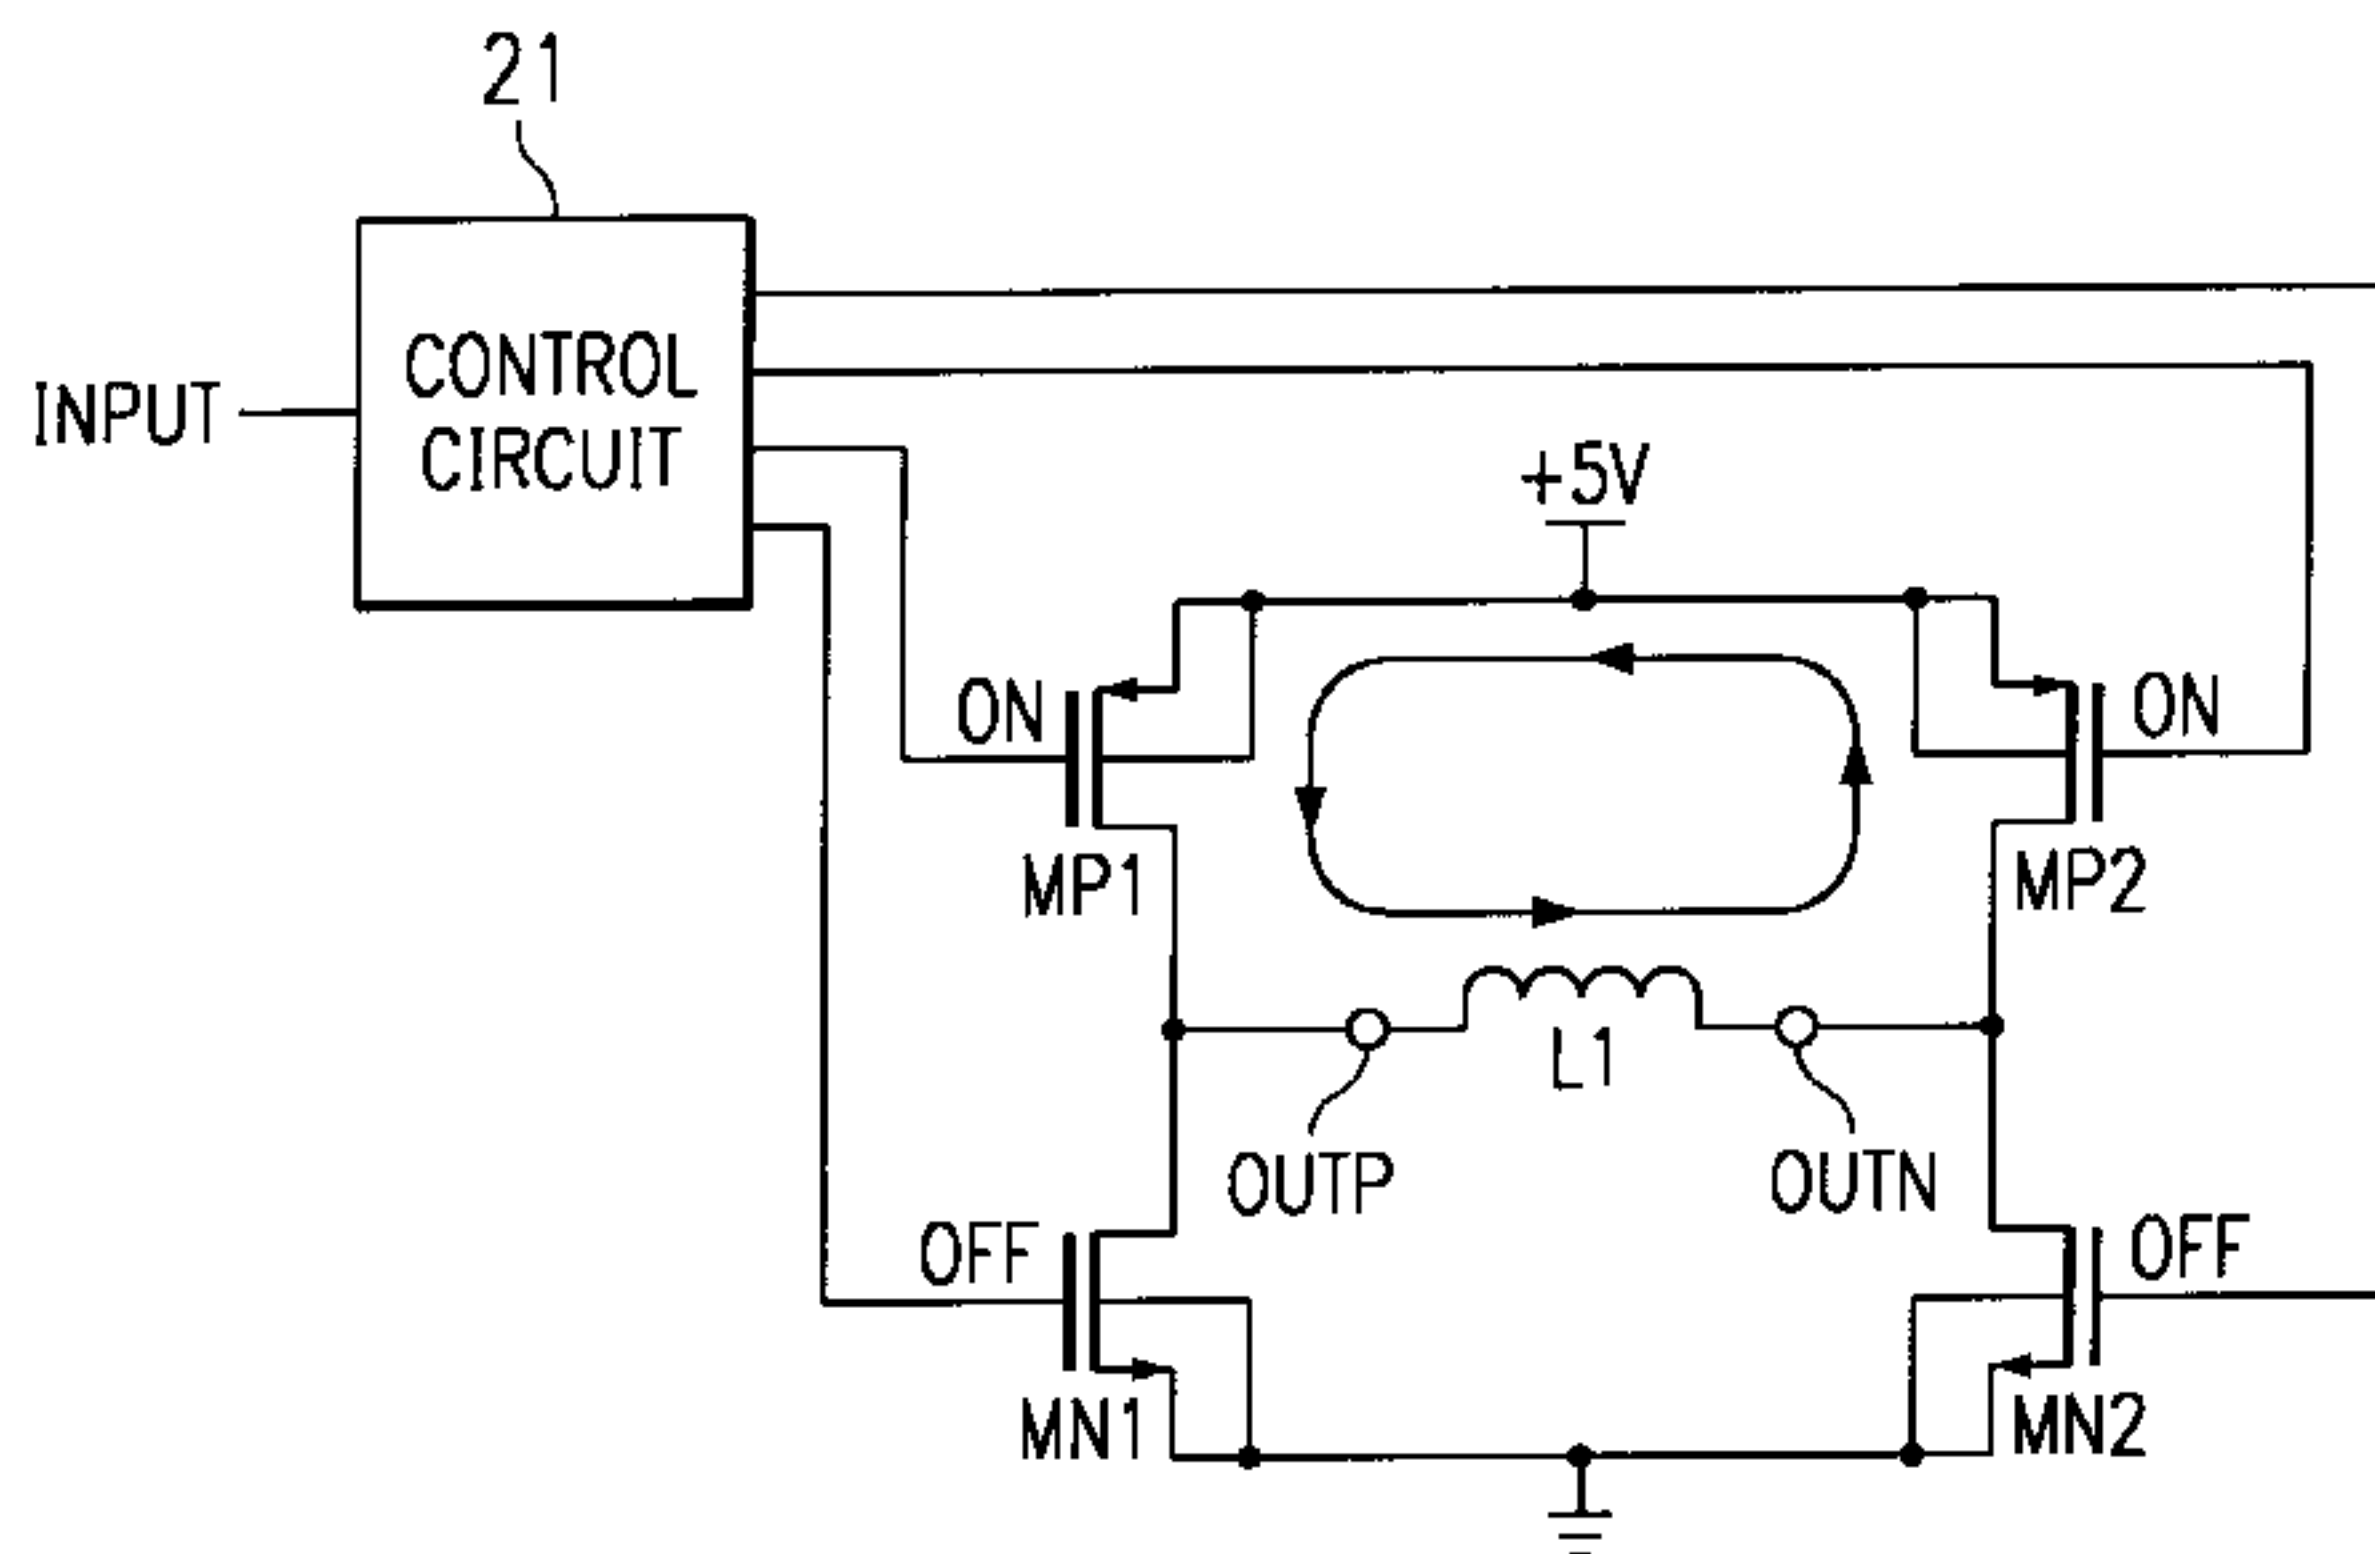 21
CONTROL
CIRCUIT
INPUT
+5V
ON
ON
MP1
MP2
L1
OUTP
OUTN
OFF
OFF
MN1
MN2